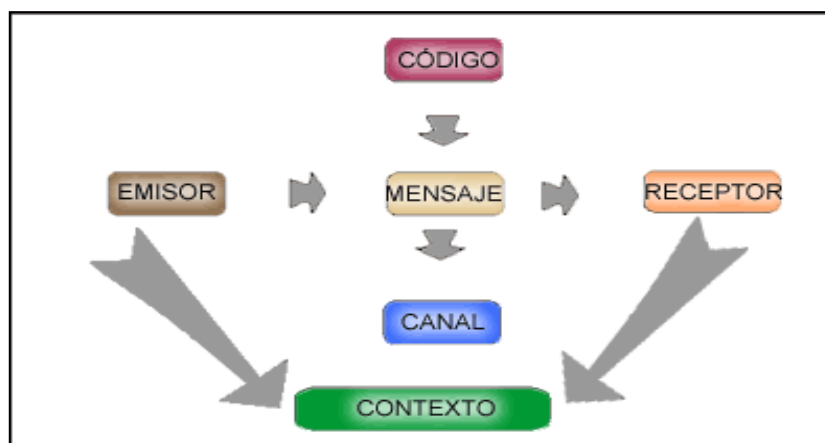 CÓDIGO
EMISOR
MENSAJE
RECEPTOR
CANAL
CONTEXTO